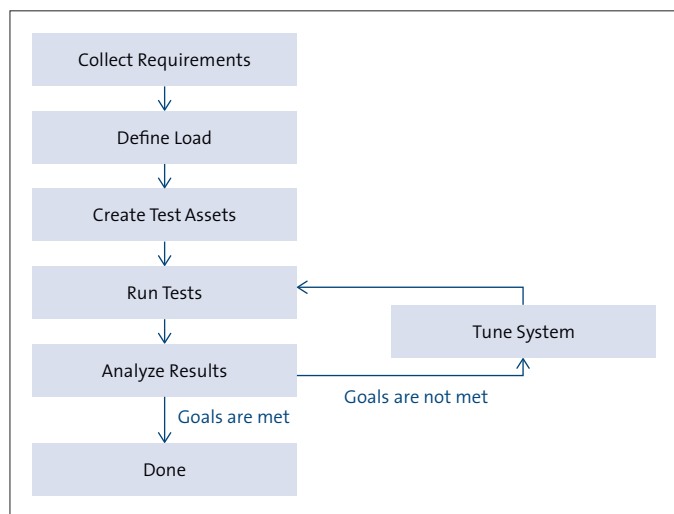 Collect Requirements
Define Load
Create Test Assets
Run Tests
Tune System
Analyze Results
Goals are not met
Goals are met
Done